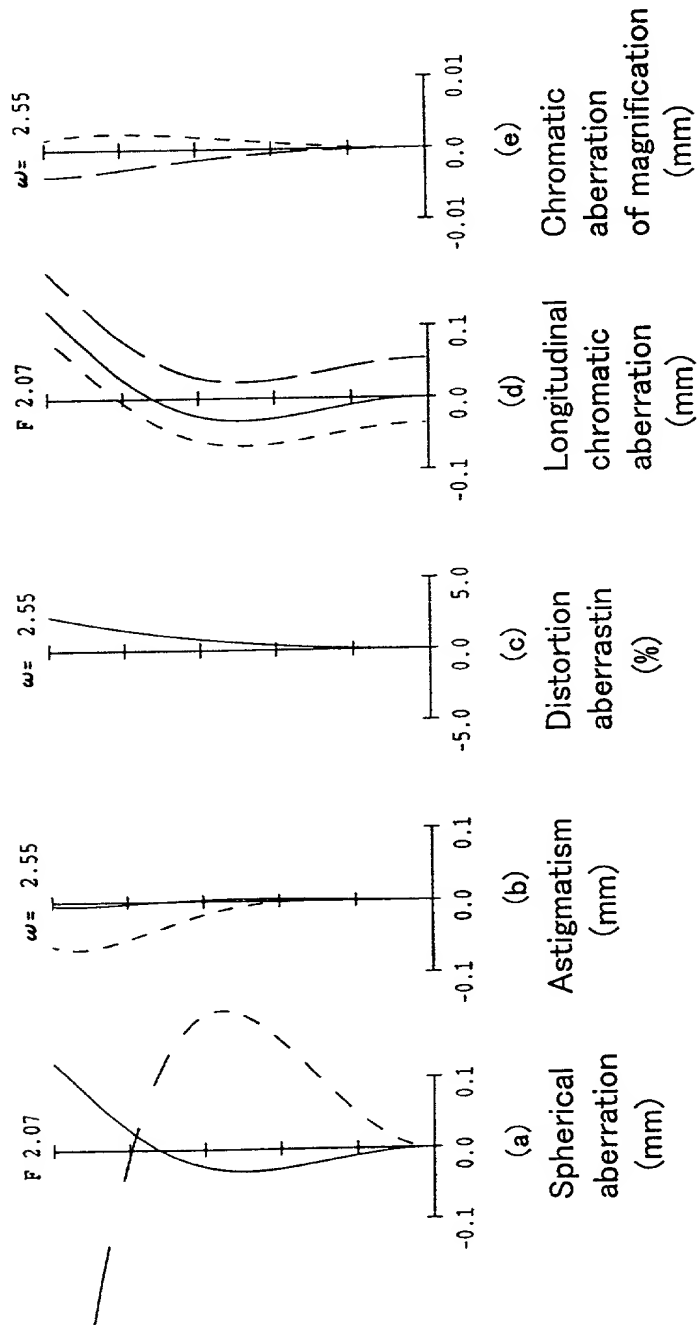 F 2.07
-0.1 0.0 0.1
(a)
Spherical
aberration
(mm)
ω= 2.55
-0.1 0.0 0.1
(b)
Astigmatism
(mm)
ω= 2.55
-5.0 0.0 5.0
(c)
Distortion
aberrastin
(%)
F 2.07
-0.1 0.0 0.1
(d)
Longitudinal
chromatic
aberration
(mm)
ω= 2.55
-0.01 0.0 0.01
(e)
Chromatic
aberration
of magnification
(mm)